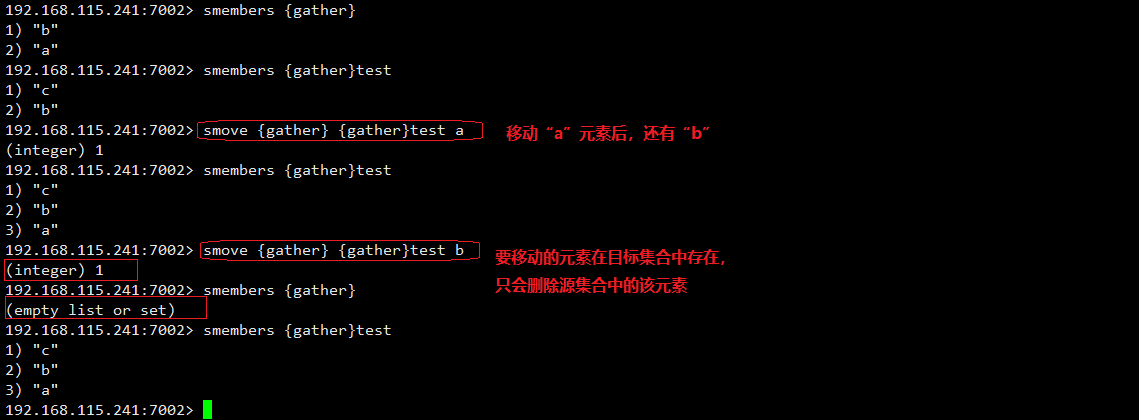 192.168.115.241:7002> smembers {gather}
1) "b"
2) "a"
192.168.115.241:7002> smembers {gather}test
1) "c"
2) "b"
192.168.115.241:7002> smove {gather} {gather}test a
移动“a”元素后，还有“b”
(integer) 1
192.168.115.241:7002> smembers {gather}test
1) "c"
2) "b"
3) "a"
192.168.115.241:7002> smove {gather} {gather}test b
要移动的元素在目标集合中存在，
(integer) 1
只会删除源集合中的该元素
192.168.115.241:7002> smembers {gather}
(empty list or set)
192.168.115.241:7002> smembers {gather}test
1) "c"
2) "b"
3) "a"
192.168.115.241:7002>